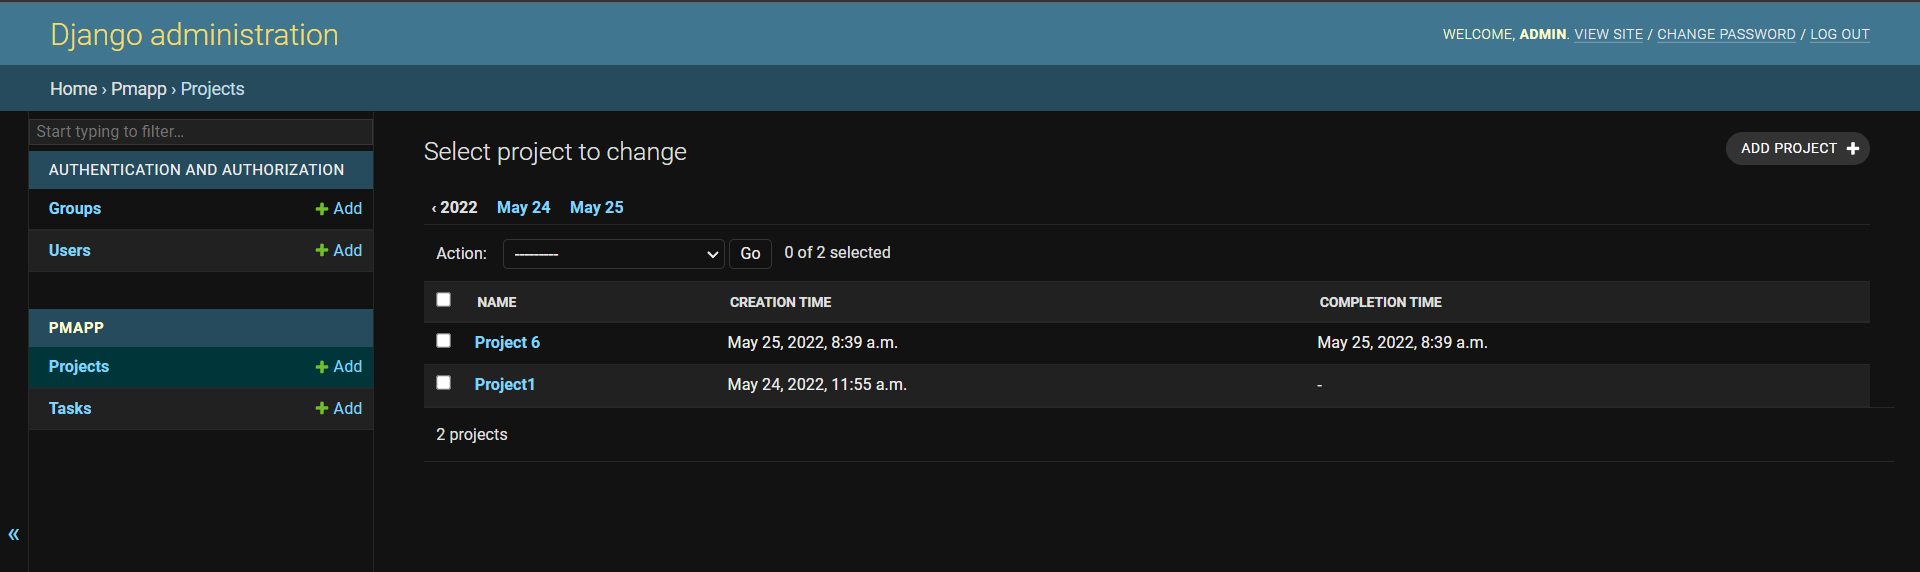 Django administration
WELCOME, ADMIN. VIEW SITE / CHANGE PASSWORD / LOG OUT
Home › Pmapp › Projects
Start typing to filter...
AUTHENTICATION AND AUTHORIZATION
Groups + Add
Users + Add
PMAPP
Projects + Add
Tasks + Add
«
Select project to change
ADD PROJECT +
‹ 2022 May 24 May 25
Action: --------- Go 0 of 2 selected
NAME CREATION TIME COMPLETION TIME
Project 6 May 25, 2022, 8:39 a.m. May 25, 2022, 8:39 a.m.
Project1 May 24, 2022, 11:55 a.m. -
2 projects